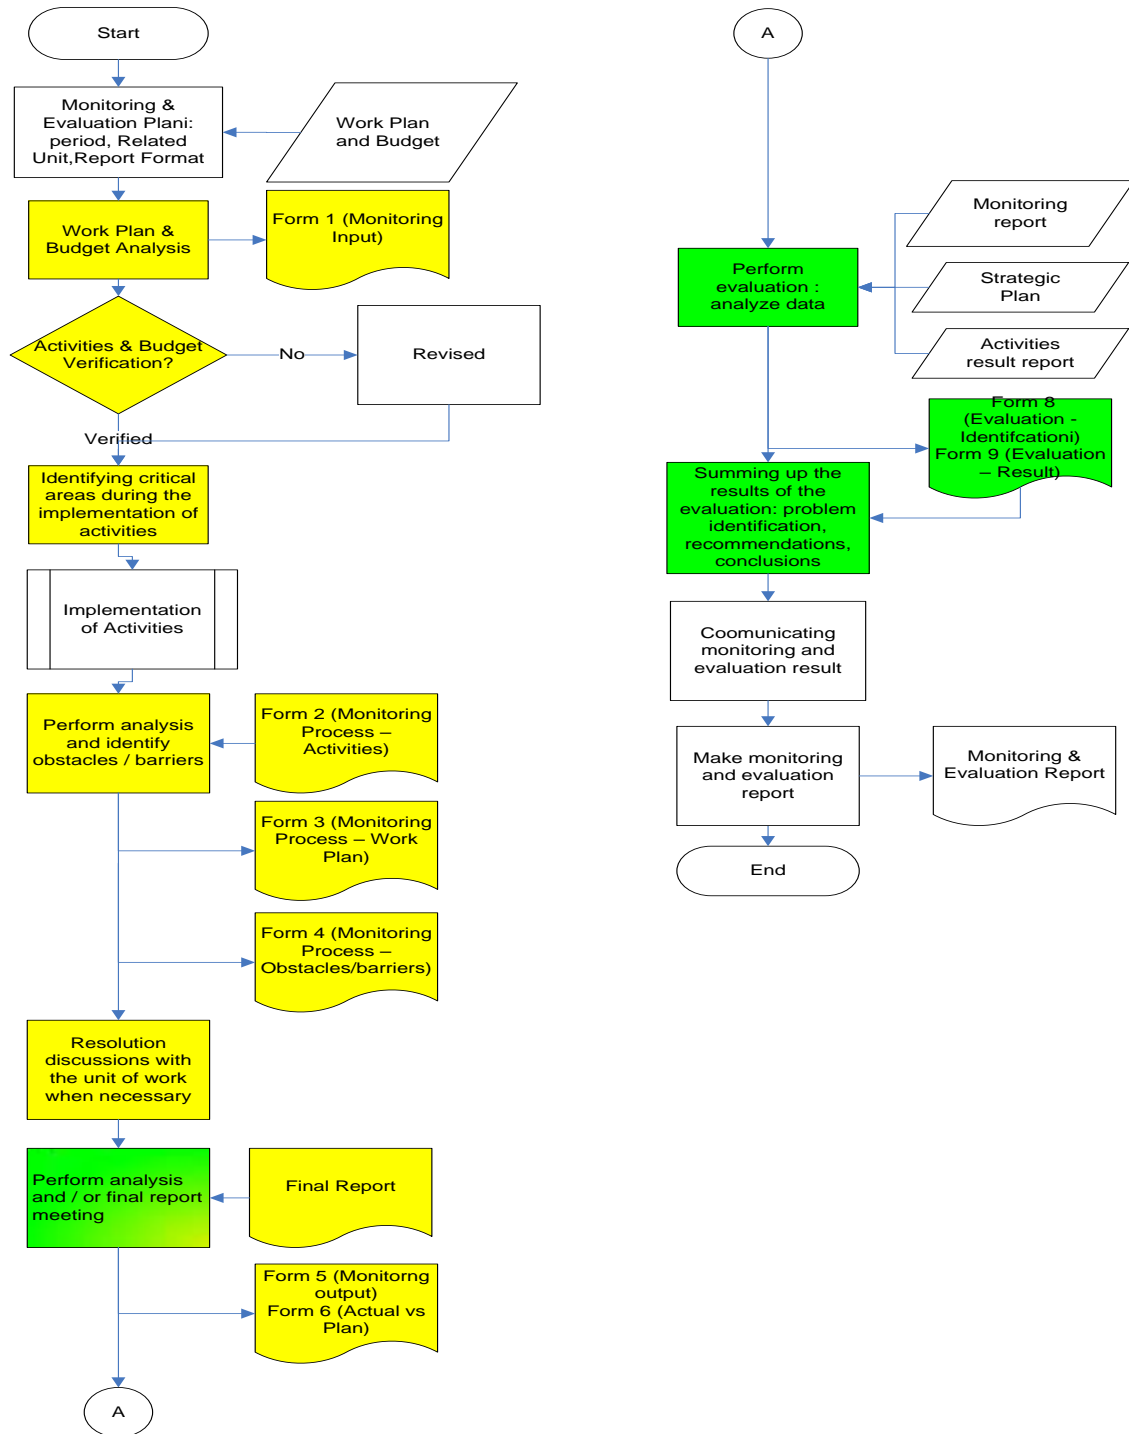 Start
Monitoring &
Evaluation Plani:
period, Related
Unit,Report Format
Work Plan
and Budget
Work Plan &
Budget Analysis
Form 1 (Monitoring
Input)
Activities & Budget
Verification?
No
Revised
Verified
Identifying critical
areas during the
implementation of
activities
Implementation
of Activities
Perform analysis
and identify
obstacles / barriers
Form 2 (Monitoring
Process –
Activities)
Form 3 (Monitoring
Process – Work
Plan)
Form 4 (Monitoring
Process –
Obstacles/barriers)
Resolution
discussions with
the unit of work
when necessary
Perform analysis
and / or final report
meeting
Final Report
Form 5 (Monitorng
output)
Form 6 (Actual vs
Plan)
A
A
Perform
evaluation :
analyze data
Monitoring
report
Strategic
Plan
Activities
result report
Form 8
(Evaluation -
Identifcationi)
Form 9 (Evaluation
– Result)
Summing up the
results of the
evaluation: problem
identification,
recommendations,
conclusions
Coomunicating
monitoring and
evaluation result
Make monitoring
and evaluation
report
Monitoring &
Evaluation Report
End